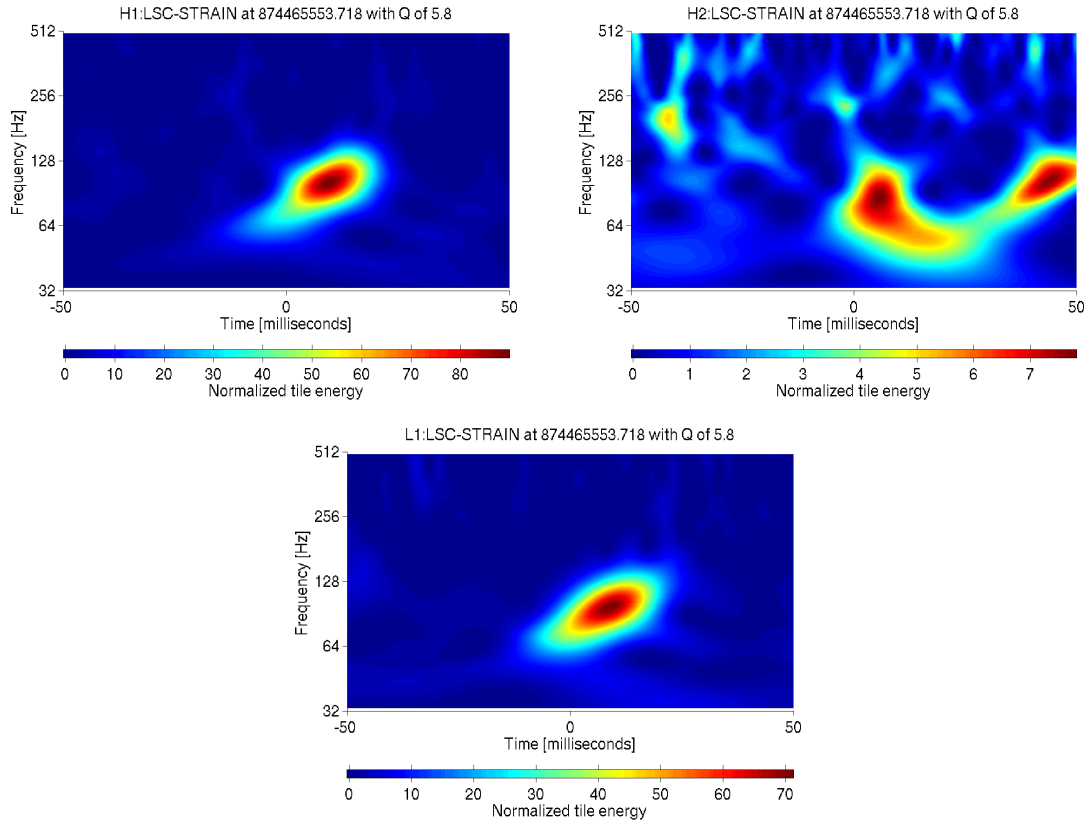 H1:LSC-STRAIN at 874465553.718 with Q of 5.8
512
256
128
64
32
Frequency [Hz]
-50 0 50
Time [milliseconds]
0 10 20 30 40 50 60 70 80
Normalized tile energy
H2:LSC-STRAIN at 874465553.718 with Q of 5.8
512
256
128
64
32
Frequency [Hz]
-50 0 50
Time [milliseconds]
0 1 2 3 4 5 6 7
Normalized tile energy
L1:LSC-STRAIN at 874465553.718 with Q of 5.8
512
256
128
64
32
Frequency [Hz]
-50 0 50
Time [milliseconds]
0 10 20 30 40 50 60 70
Normalized tile energy